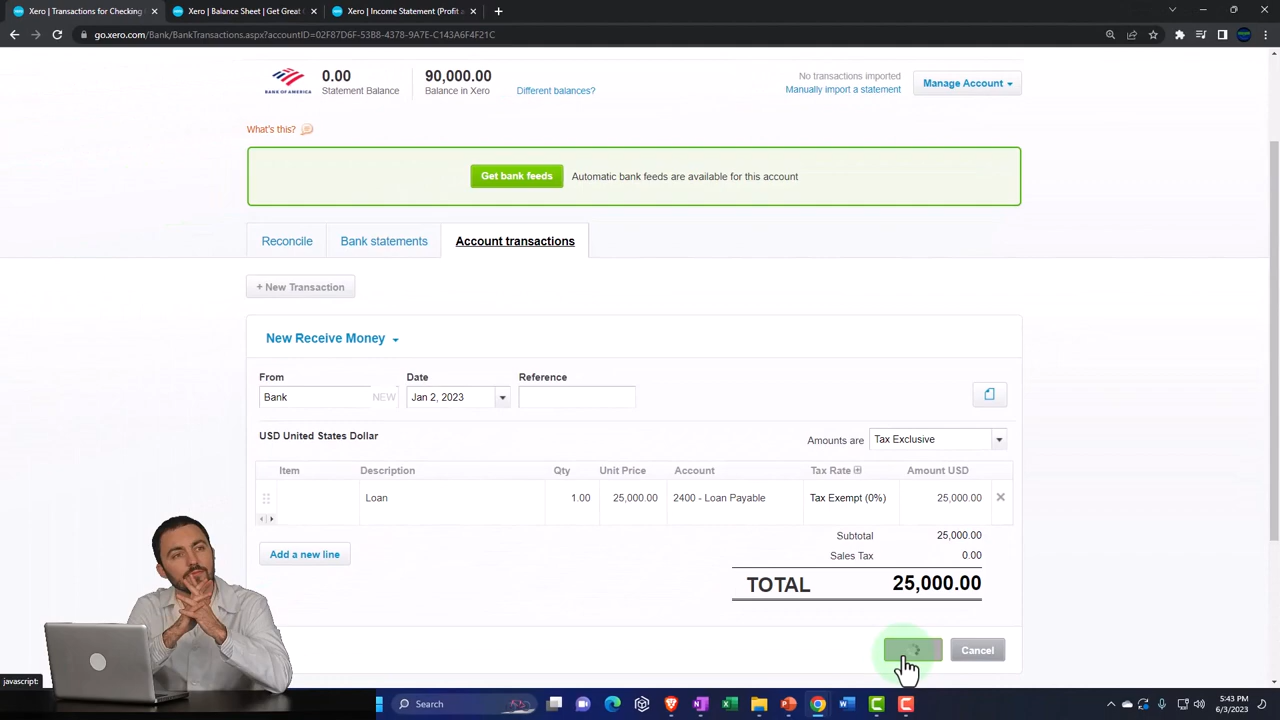 Xero | Transactions for Checking
Xero | Balance Sheet | Get Great
Xero | Income Statement (Profit a
go.xero.com/Bank/BankTransactions.aspx?accountID=02F87D6F-53B8-4378-9A7E-C143A6F4F21C
BANK OF AMERICA
0.00
Statement Balance
90,000.00
Balance in Xero
Different balances?
No transactions imported
Manually import a statement
Manage Account
What's this?
Get bank feeds
Automatic bank feeds are available for this account
Reconcile
Bank statements
Account transactions
+ New Transaction
New Receive Money
From Date Reference
Bank NEW Jan 2, 2023
USD United States Dollar
Amounts are Tax Exclusive
Item Description Qty Unit Price Account Tax Rate Amount USD
Loan 1.00 25,000.00 2400 - Loan Payable Tax Exempt (0%) 25,000.00
Subtotal 25,000.00
Add a new line
Sales Tax 0.00
TOTAL 25,000.00
Cancel
javascript:
Search
5:43 PM
6/3/2023